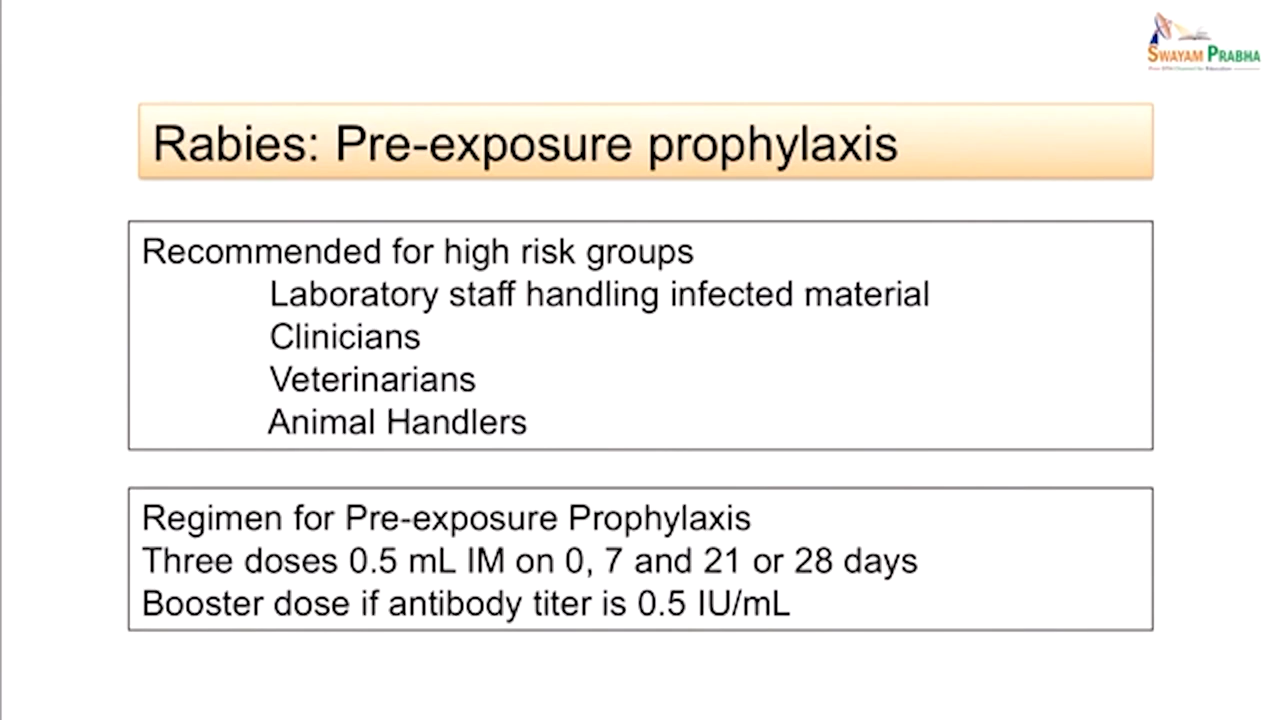 SWAYAM PRABHA
Rabies: Pre-exposure prophylaxis
Recommended for high risk groups
Laboratory staff handling infected material
Clinicians
Veterinarians
Animal Handlers
Regimen for Pre-exposure Prophylaxis
Three doses 0.5 mL IM on 0, 7 and 21 or 28 days
Booster dose if antibody titer is 0.5 IU/mL